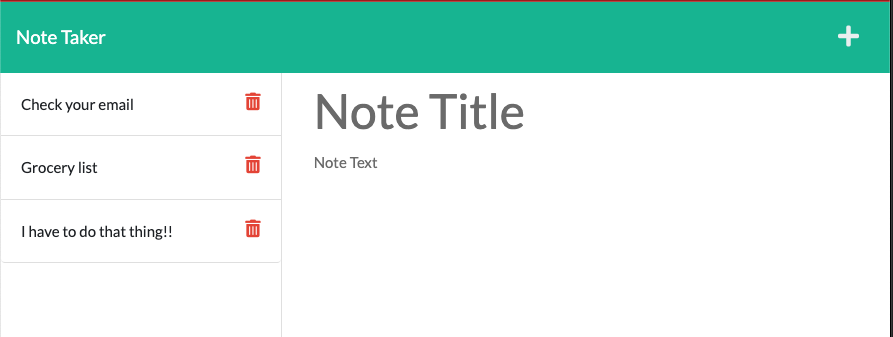 Note Taker
Check your email
Grocery list
I have to do that thing!!
Note Title
Note Text